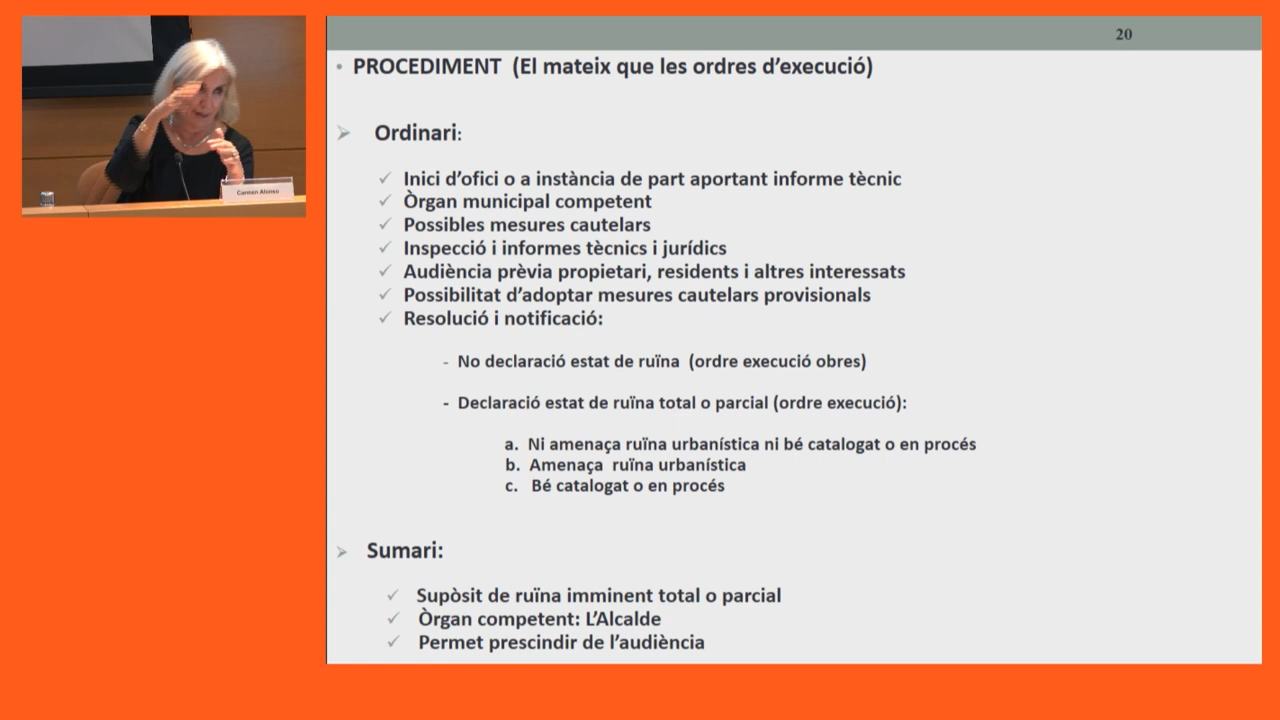 20
• PROCEDIMENT (El mateix que les ordres d’execució)
➢ Ordinari:
✓ Inici d’ofici o a instància de part aportant informe tècnic
✓ Òrgan municipal competent
✓ Possibles mesures cautelars
✓ Inspecció i informes tècnics i jurídics
✓ Audiència prèvia propietari, residents i altres interessats
✓ Possibilitat d’adoptar mesures cautelars provisionals
✓ Resolució i notificació:
- No declaració estat de ruïna (ordre execució obres)
- Declaració estat de ruïna total o parcial (ordre execució):
a. Ni amenaça ruïna urbanística ni bé catalogat o en procés
b. Amenaça ruïna urbanística
c. Bé catalogat o en procés
➢ Sumari:
✓ Supòsit de ruïna imminent total o parcial
✓ Òrgan competent: L’Alcalde
✓ Permet prescindir de l’audiència
Carmen Alonso